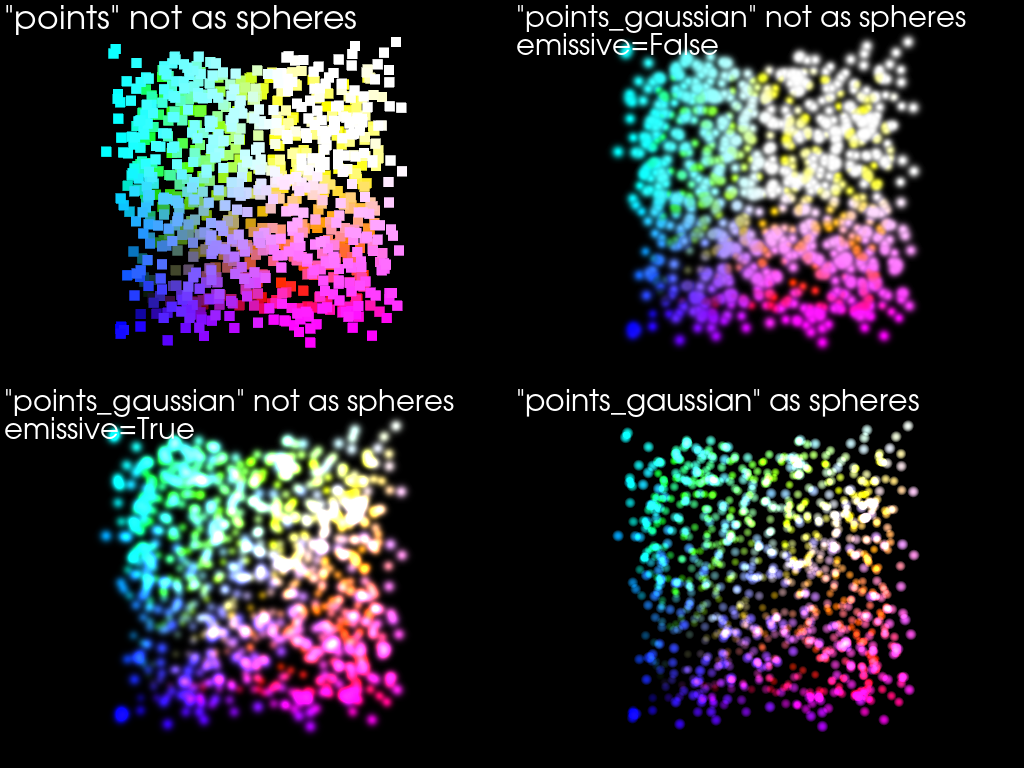 "points" not as spheres
"points_gaussian" not as spheres
emissive=False
"points_gaussian" not as spheres
emissive=True
"points_gaussian" as spheres